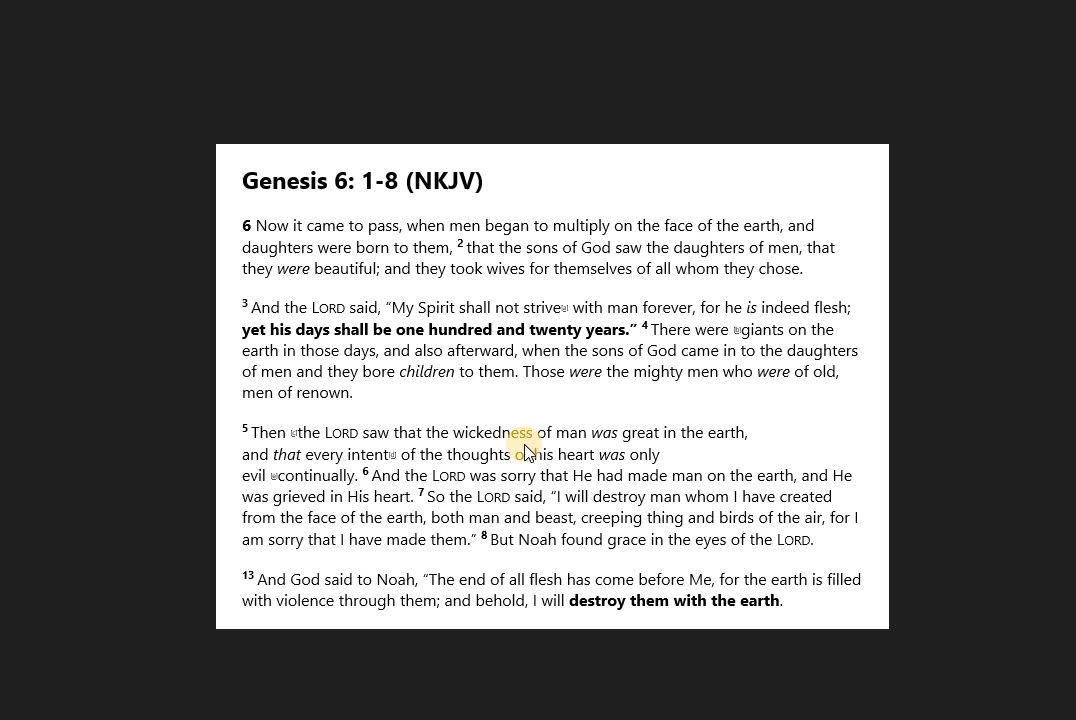 Genesis 6: 1-8 (NKJV)
6 Now it came to pass, when men began to multiply on the face of the earth, and
daughters were born to them, 2 that the sons of God saw the daughters of men, that
they were beautiful; and they took wives for themselves of all whom they chose.
3 And the LORD said, “My Spirit shall not strive with man forever, for he is indeed flesh;
yet his days shall be one hundred and twenty years.” 4 There were giants on the
earth in those days, and also afterward, when the sons of God came in to the daughters
of men and they bore children to them. Those were the mighty men who were of old,
men of renown.
5 Then the LORD saw that the wickedness of man was great in the earth,
and that every intent of the thoughts of his heart was only
evil continually. 6 And the LORD was sorry that He had made man on the earth, and He
was grieved in His heart. 7 So the LORD said, “I will destroy man whom I have created
from the face of the earth, both man and beast, creeping thing and birds of the air, for I
am sorry that I have made them.” 8 But Noah found grace in the eyes of the LORD.
13 And God said to Noah, “The end of all flesh has come before Me, for the earth is filled
with violence through them; and behold, I will destroy them with the earth.